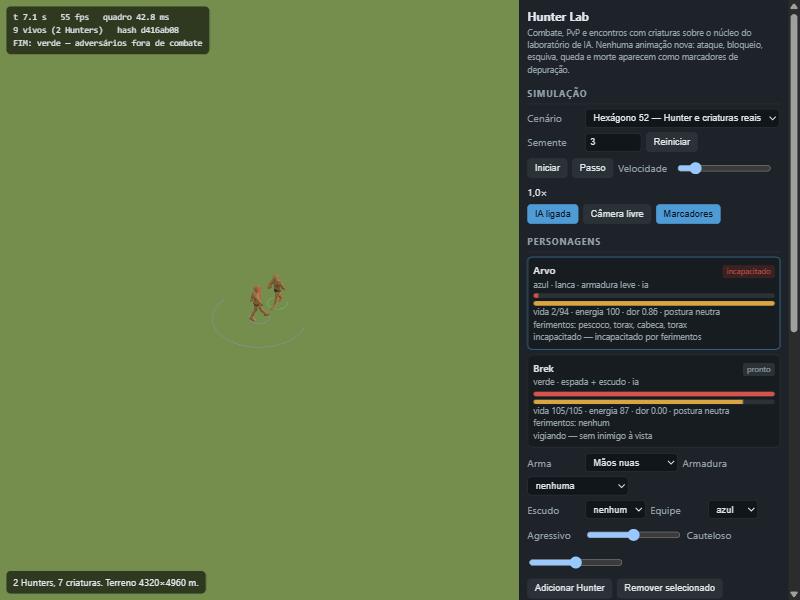 t 7.1 s   55 fps   quadro 42.8 ms
9 vivos (2 Hunters)   hash d416ab08
FIM: verde — adversários fora de combate
2 Hunters, 7 criaturas. Terreno 4320×4960 m.
Hunter Lab
Combate, PvP e encontros com criaturas sobre o núcleo do
laboratório de IA. Nenhuma animação nova: ataque, bloqueio,
esquiva, queda e morte aparecem como marcadores de
depuração.
SIMULAÇÃO
Cenário   Hexágono 52 — Hunter e criaturas reais
Semente   3   Reiniciar
Iniciar   Passo   Velocidade
1,0×
IA ligada   Câmera livre   Marcadores
PERSONAGENS
Arvo   incapacitado
azul · lanca · armadura leve · ia
vida 2/94 · energia 100 · dor 0.86 · postura neutra
ferimentos: pescoco, torax, cabeca, torax
incapacitado — incapacitado por ferimentos
Brek   pronto
verde · espada + escudo · ia
vida 105/105 · energia 87 · dor 0.00 · postura neutra
ferimentos: nenhum
vigiando — sem inimigo à vista
Arma   Mãos nuas   Armadura
nenhuma
Escudo   nenhum   Equipe   azul
Agressivo   Cauteloso
Adicionar Hunter   Remover selecionado